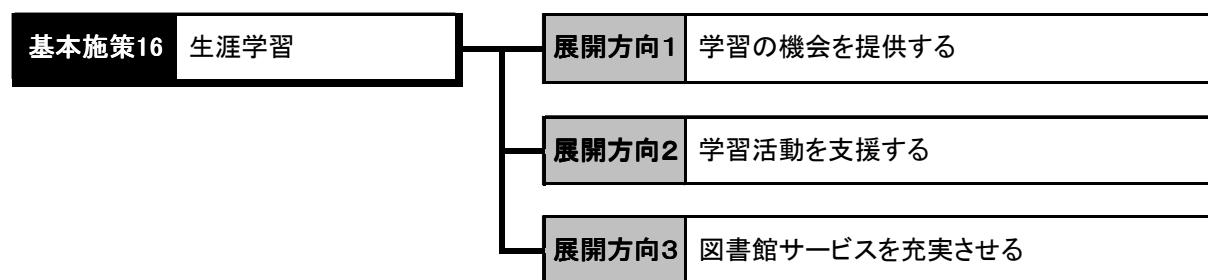 基本施策16 生涯学習
展開方向1 学習の機会を提供する
展開方向2 学習活動を支援する
展開方向3 図書館サービスを充実させる